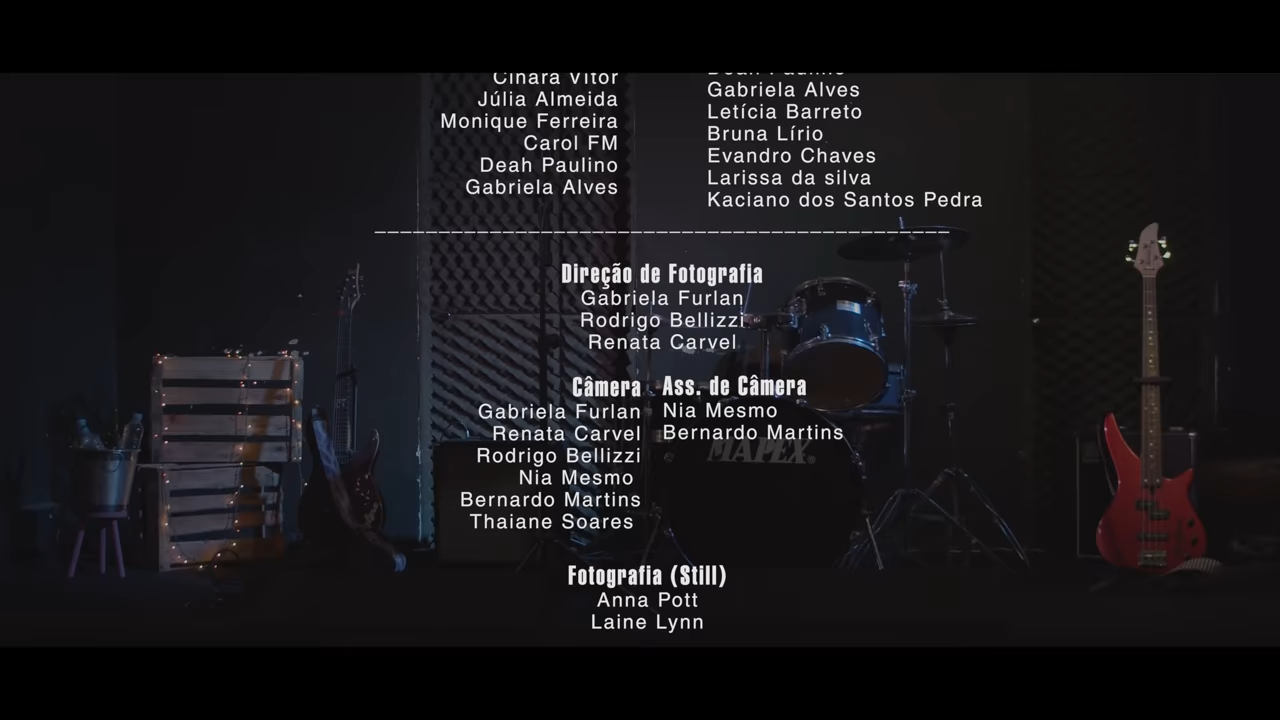 Cinara Vitor
Júlia Almeida
Monique Ferreira
Carol FM
Deah Paulino
Gabriela Alves
Deah Paulino
Gabriela Alves
Letícia Barreto
Bruna Lírio
Evandro Chaves
Larissa da silva
Kaciano dos Santos Pedra
Direção de Fotografia
Gabriela Furlan
Rodrigo Bellizzi
Renata Carvel
Câmera
Gabriela Furlan
Renata Carvel
Rodrigo Bellizzi
Nia Mesmo
Bernardo Martins
Thaiane Soares
Ass. de Câmera
Nia Mesmo
Bernardo Martins
MAPEX
Fotografia (Still)
Anna Pott
Laine Lynn